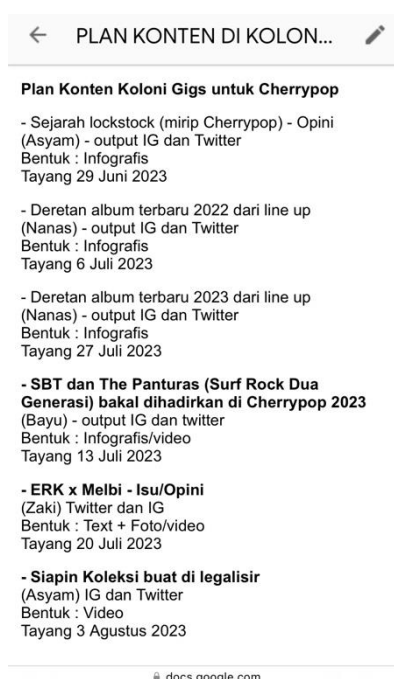 PLAN KONTEN DI KOLON...
Plan Konten Koloni Gigs untuk Cherrypop
- Sejarah lockstock (mirip Cherrypop) - Opini
(Asyam) - output IG dan Twitter
Bentuk : Infografis
Tayang 29 Juni 2023
- Deretan album terbaru 2022 dari line up
(Nanas) - output IG dan Twitter
Bentuk : Infografis
Tayang 6 Juli 2023
- Deretan album terbaru 2023 dari line up
(Nanas) - output IG dan Twitter
Bentuk : Infografis
Tayang 27 Juli 2023
- SBT dan The Panturas (Surf Rock Dua
Generasi) bakal dihadirkan di Cherrypop 2023
(Bayu) - output IG dan twitter
Bentuk : Infografis/video
Tayang 13 Juli 2023
- ERK x Melbi - Isu/Opini
(Zaki) Twitter dan IG
Bentuk : Text + Foto/video
Tayang 20 Juli 2023
- Siapin Koleksi buat di legalisir
(Asyam) IG dan Twitter
Bentuk : Video
Tayang 3 Agustus 2023
docs.google.com